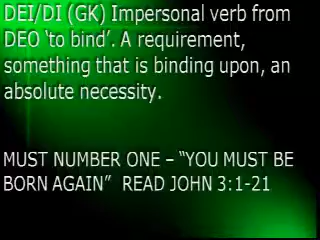 DEI/DI (GK) Impersonal verb from
DEO ‘to bind’. A requirement,
something that is binding upon, an
absolute necessity.
MUST NUMBER ONE – “YOU MUST BE
BORN AGAIN”  READ JOHN 3:1-21